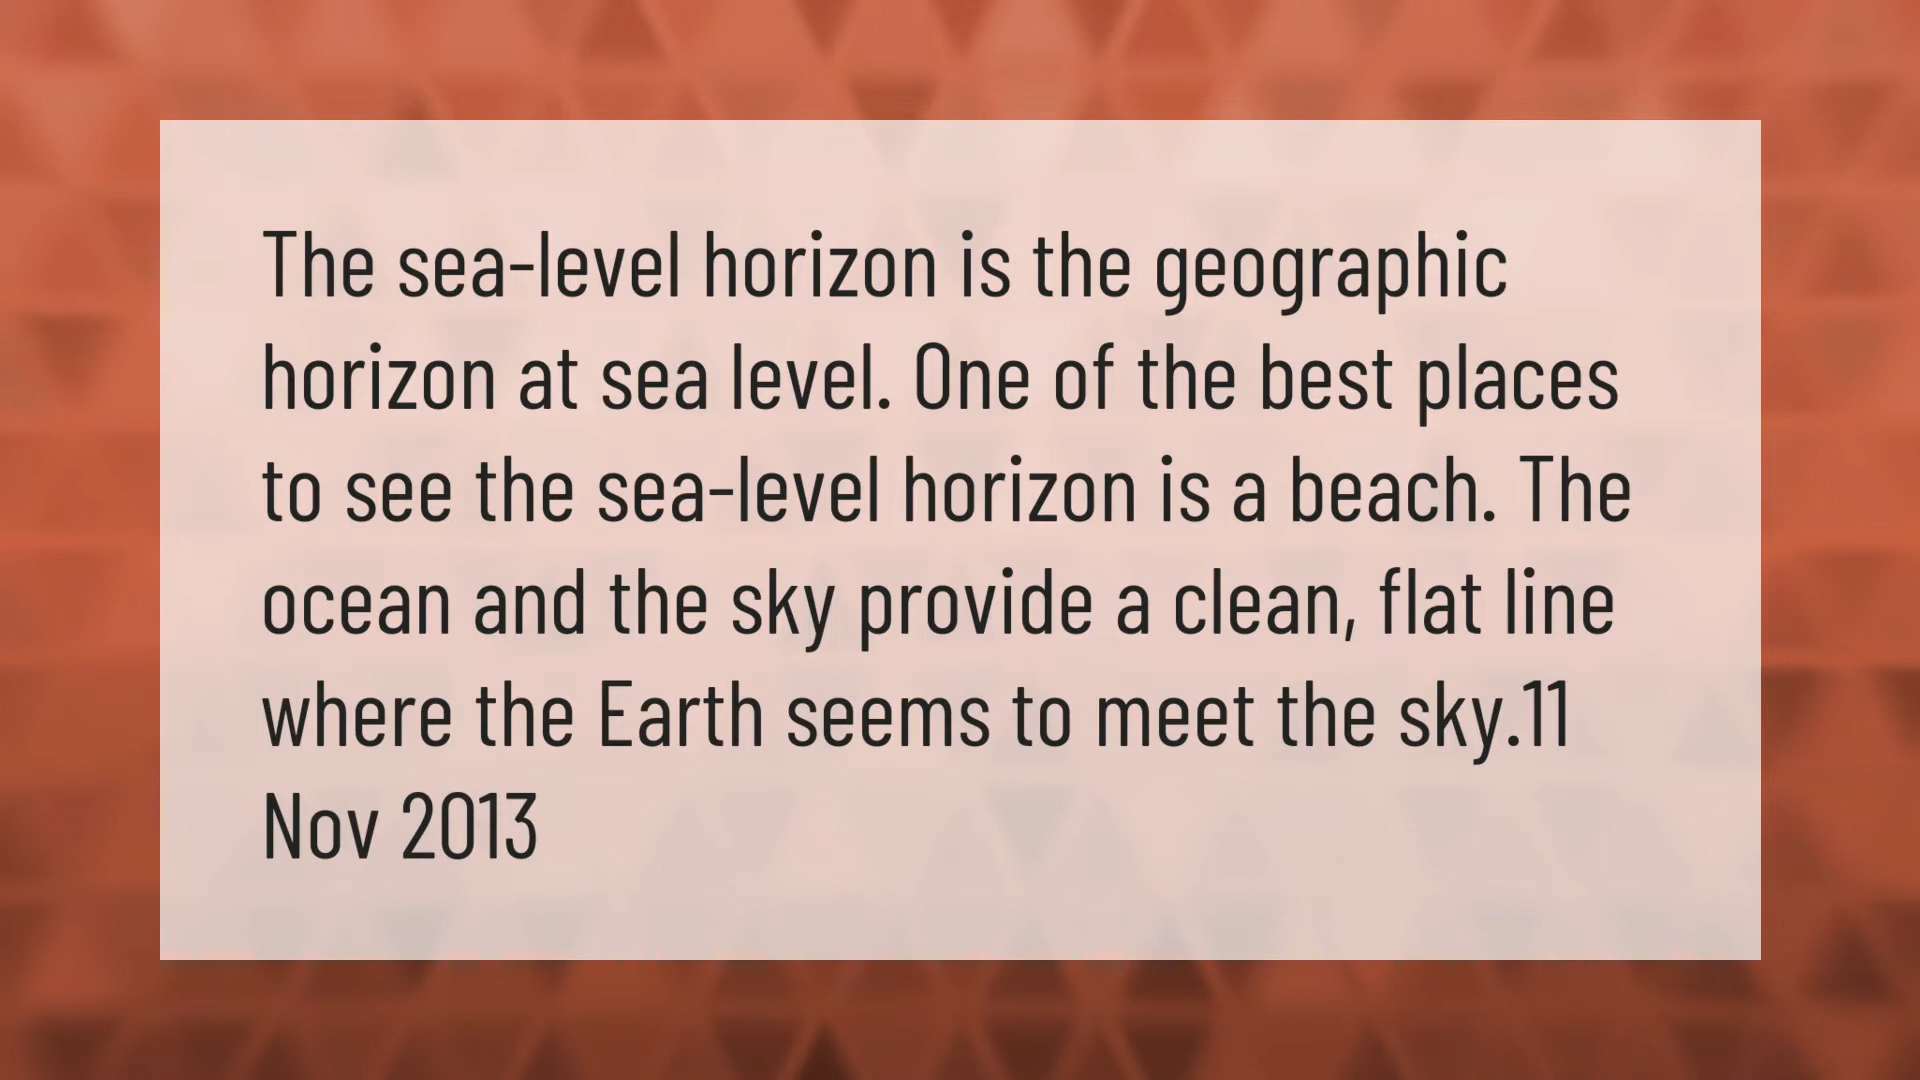 The sea-level horizon is the geographic
horizon at sea level. One of the best places
to see the sea-level horizon is a beach. The
ocean and the sky provide a clean, flat line
where the Earth seems to meet the sky.11
Nov 2013